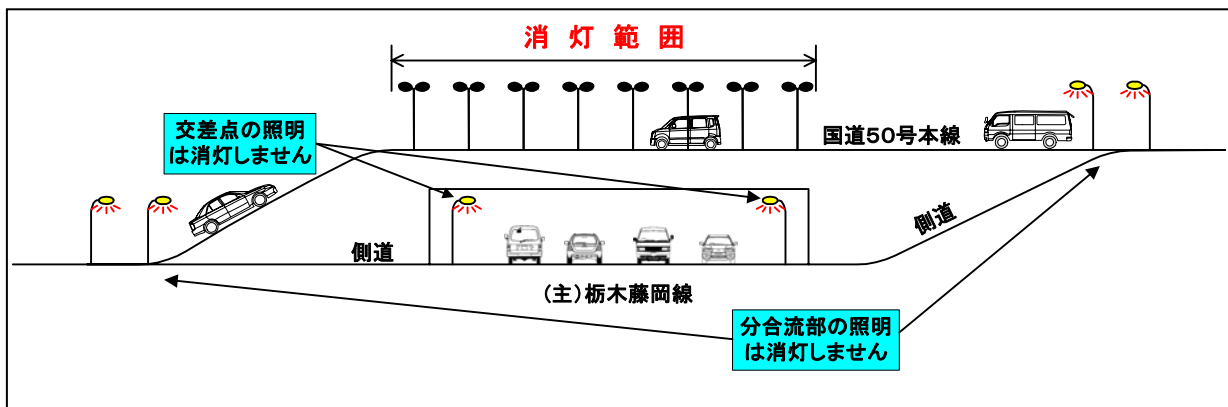 消灯範囲
国道50号本線
交差点の照明
は消灯しません
側道
側道
(主)栃木藤岡線
分合流部の照明
は消灯しません